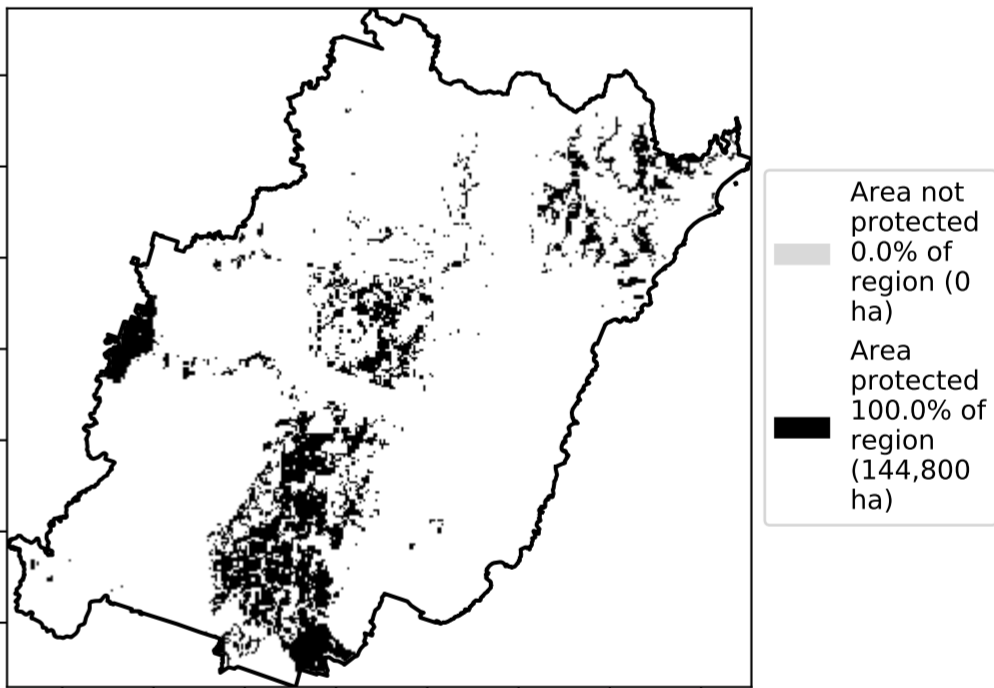 Area not
protected
0.0% of
region (0
ha)
Area
protected
100.0% of
region
(144,800
ha)